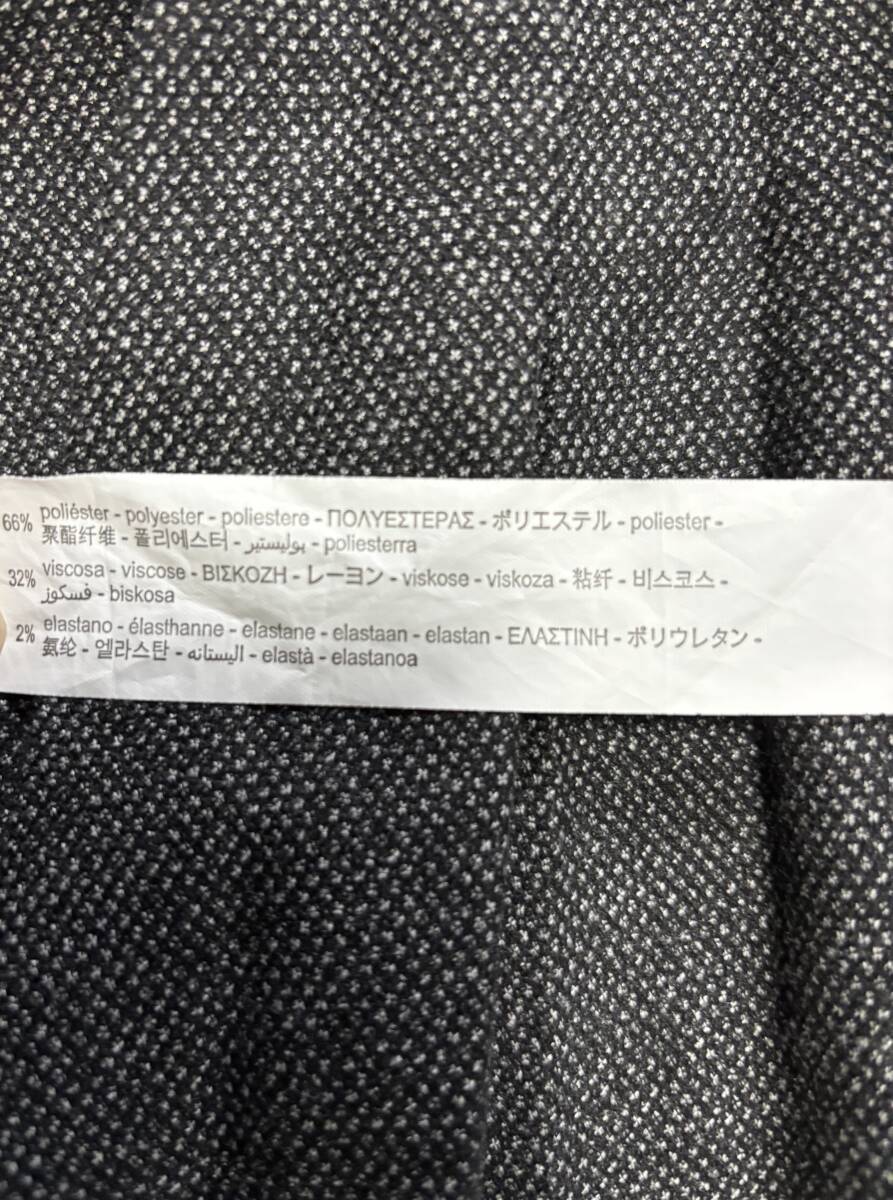 66% poliéster - polyester - poliestere - ΠΟΛΥΕΣΤΕΡΑΣ - ポリエステル - poliester -
聚酯纤维 - 폴리에스터 - بوليستير - poliesterra
32% viscosa - viscose - ΒΙΣΚΟΖΗ - レーヨン - viskose - viskoza - 粘纤 - 비스코스 -
فسكوز - biskosa
2% elastano - élasthanne - elastane - elastaan - elastan - ΕΛΑΣΤΙΝΗ - ポリウレタン -
氨纶 - 엘라스탄 - اليستانه - elastà - elastanoa